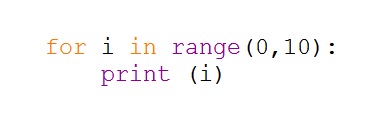 for i in range(0,10):
    print (i)